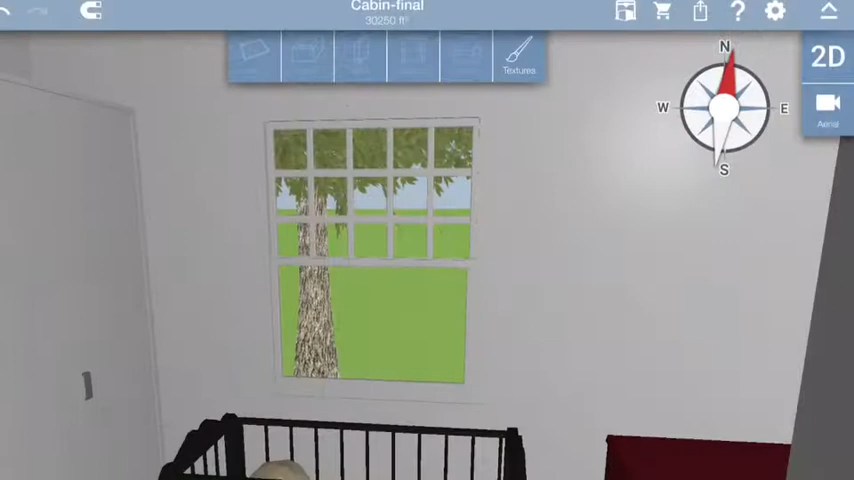 Cabin-final
30250 ft²
Textures
N
W
E
S
2D
Aerial